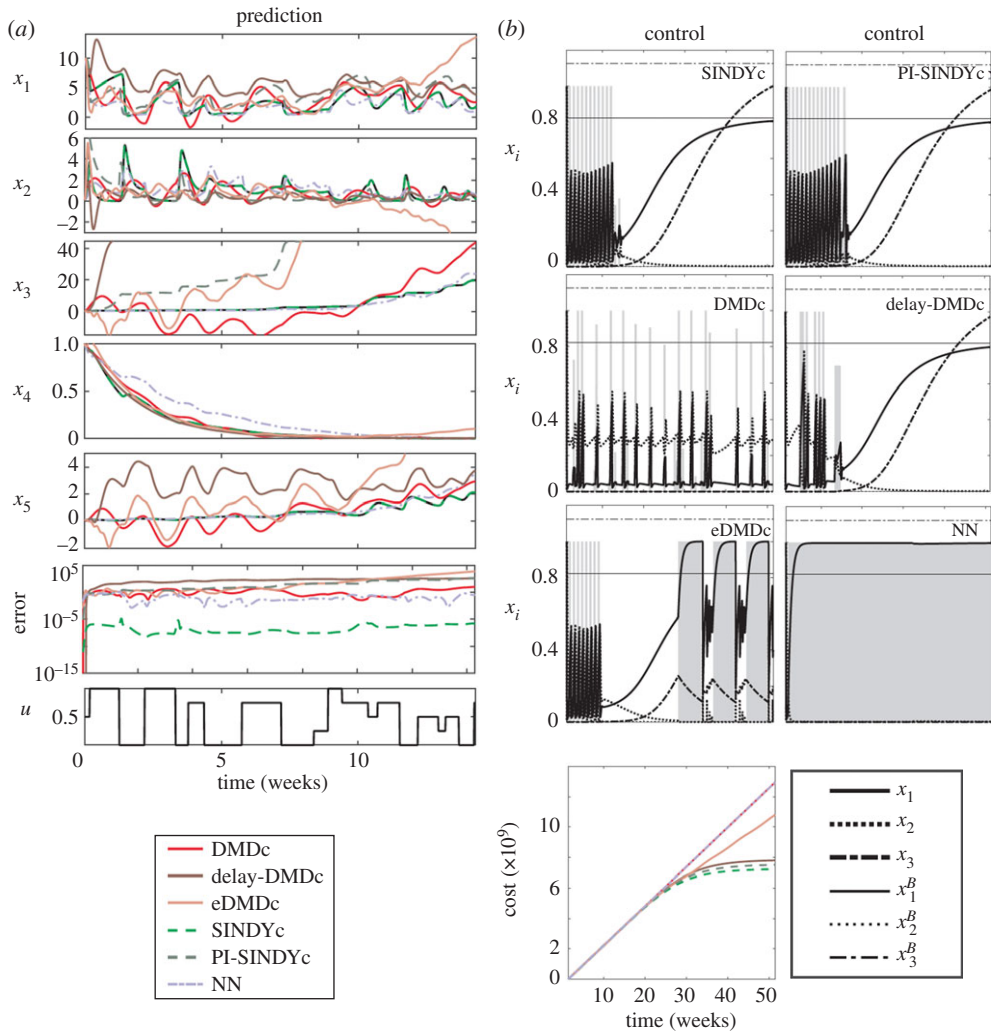 (a)
prediction
x1
10
5
0
x2
6
4
2
0
−2
x3
40
20
0
x4
1.0
0.5
0
x5
4
2
0
−2
error
10^5
10^−5
10^−15
u
0.5
0
5
10
time (weeks)
DMDc
delay-DMDc
eDMDc
SINDYc
PI-SINDYc
NN
(b)
control
control
SINDYc
PI-SINDYc
xi
0.8
0.4
0
DMDc
delay-DMDc
xi
0.8
0.4
0
eDMDc
NN
xi
0.8
0.4
0
cost (×10^9)
10
6
2
0
10
20
30
40
50
time (weeks)
x1
x2
x3
x1^B
x2^B
x3^B